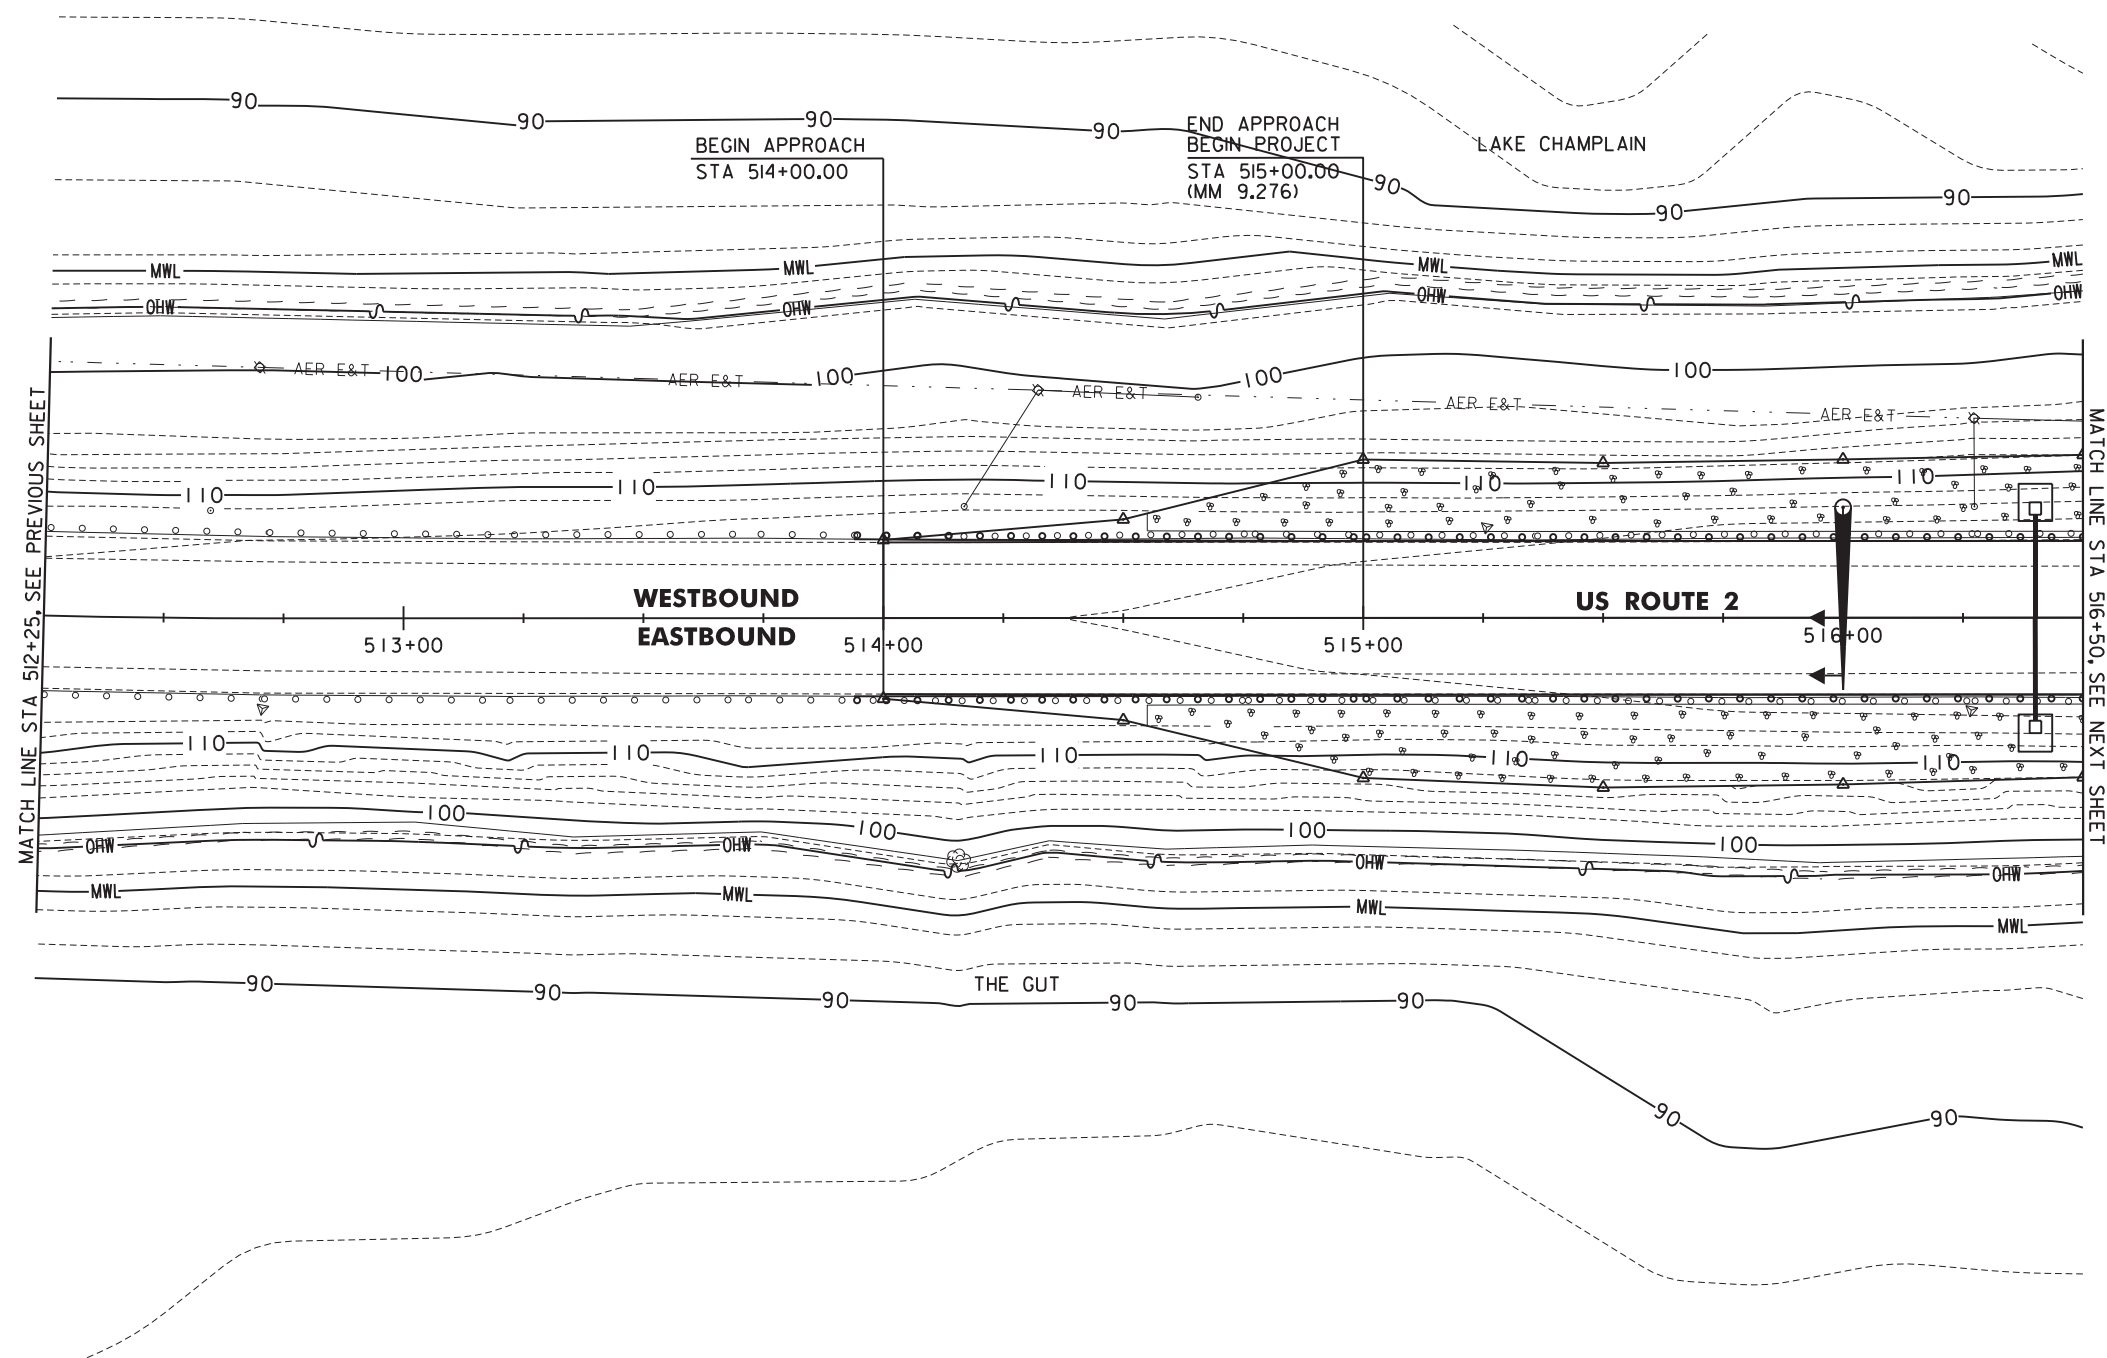 90
90
90
90
END APPROACH
BEGIN PROJECT
STA 515+00.00
(MM 9.276)
BEGIN APPROACH
STA 514+00.00
LAKE CHAMPLAIN
90
90
90
MWL
MWL
MWL
MWL
OHW
OHW
OHW
OHW
AER E&T
100
AER E&T
100
AER E&T
100
AER E&T
100
AER E&T
110
110
110
110
110
MATCH LINE STA 512+25, SEE PREVIOUS SHEET
MATCH LINE STA 516+50, SEE NEXT SHEET
WESTBOUND
EASTBOUND
US ROUTE 2
513+00
514+00
515+00
516+00
110
110
110
110
110
100
100
100
100
OHW
OHW
OHW
OHW
MWL
MWL
MWL
MWL
THE GUT
90
90
90
90
90
90
90